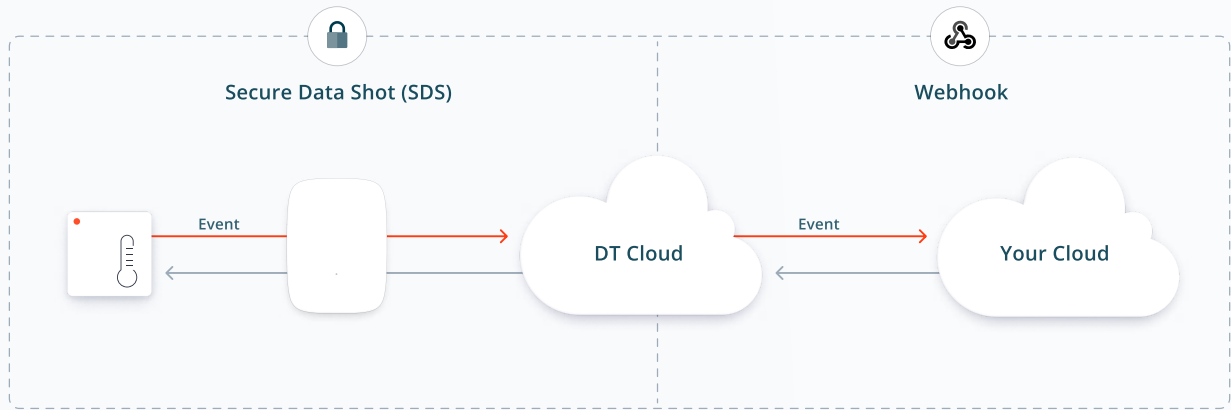 Secure Data Shot (SDS)
Webhook
Event
Event
DT Cloud
Your Cloud